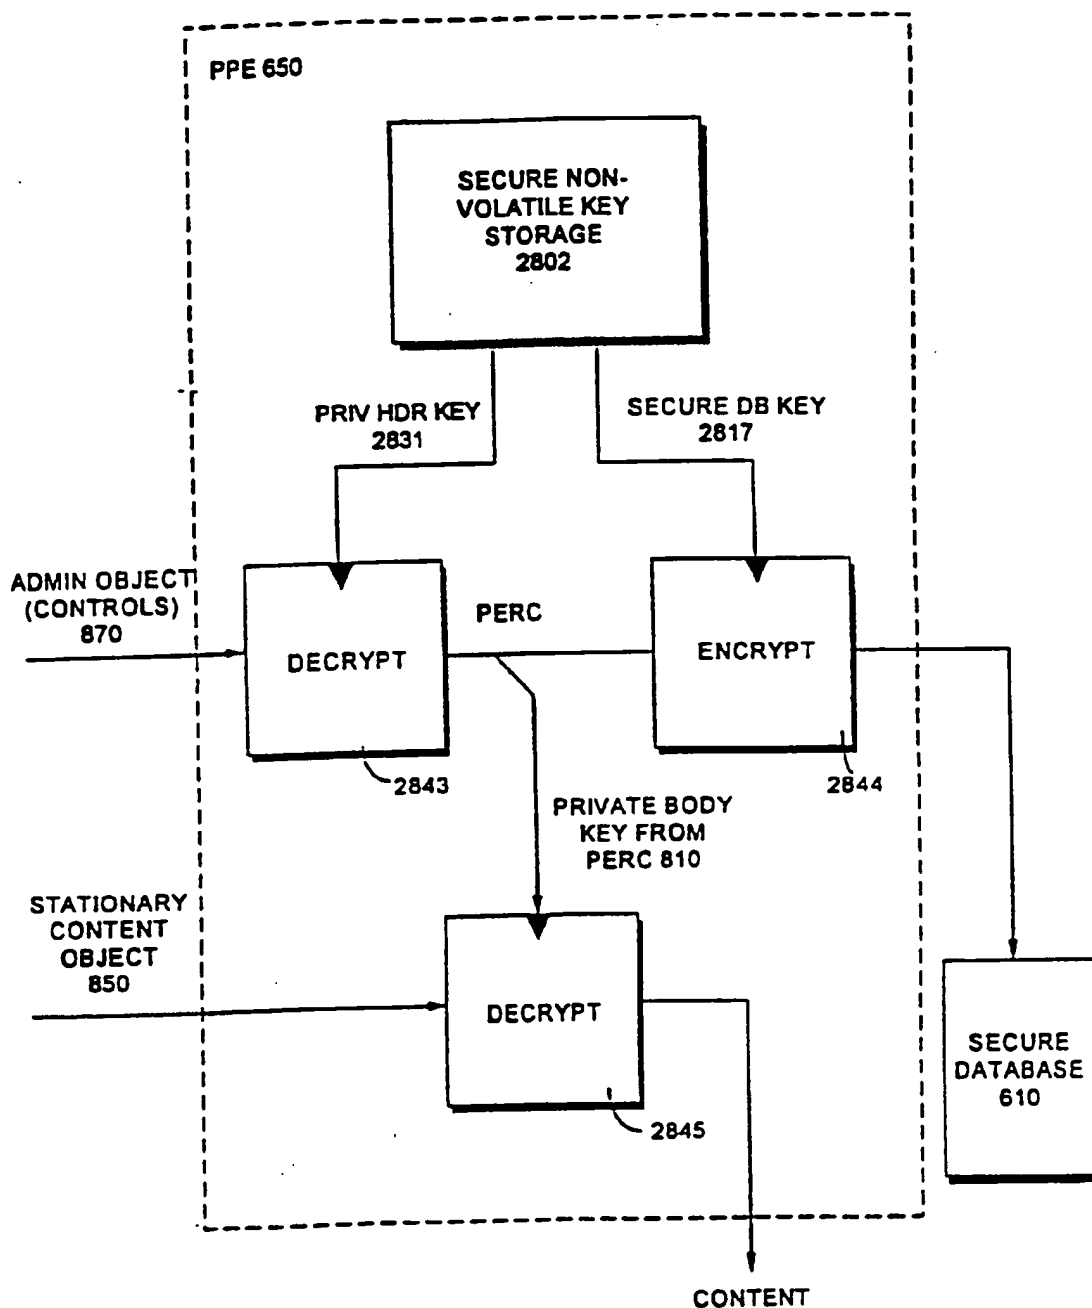 PPE 650
SECURE NON-
VOLATILE KEY
STORAGE
2802
PRIV HDR KEY
2831
SECURE DB KEY
2817
ADMIN OBJECT
(CONTROLS)
870
DECRYPT
PERC
ENCRYPT
2843
2844
PRIVATE BODY
KEY FROM
PERC 810
STATIONARY
CONTENT
OBJECT
850
DECRYPT
2845
SECURE
DATABASE
610
CONTENT